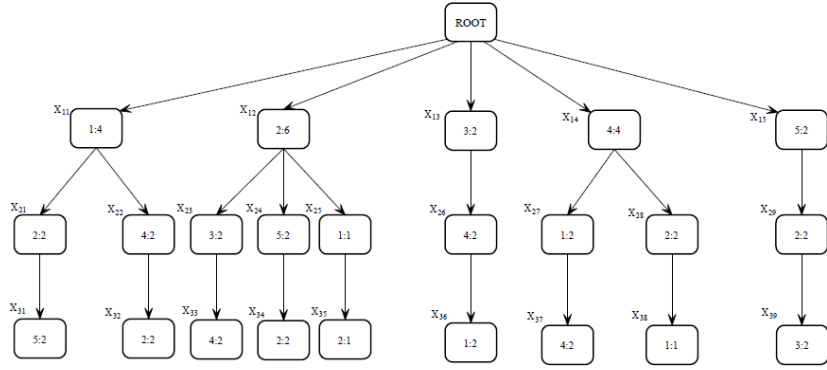 ROOT
X11 X12 X13 X14 X15
1:4 2:6 3:2 4:4 5:2
X21 X22 X23 X24 X25 X26 X27 X28 X29
2:2 4:2 3:2 5:2 1:1 4:2 1:2 2:2 2:2
X31 X32 X33 X34 X35 X36 X37 X38 X39
5:2 2:2 4:2 2:2 2:1 1:2 4:2 1:1 3:2